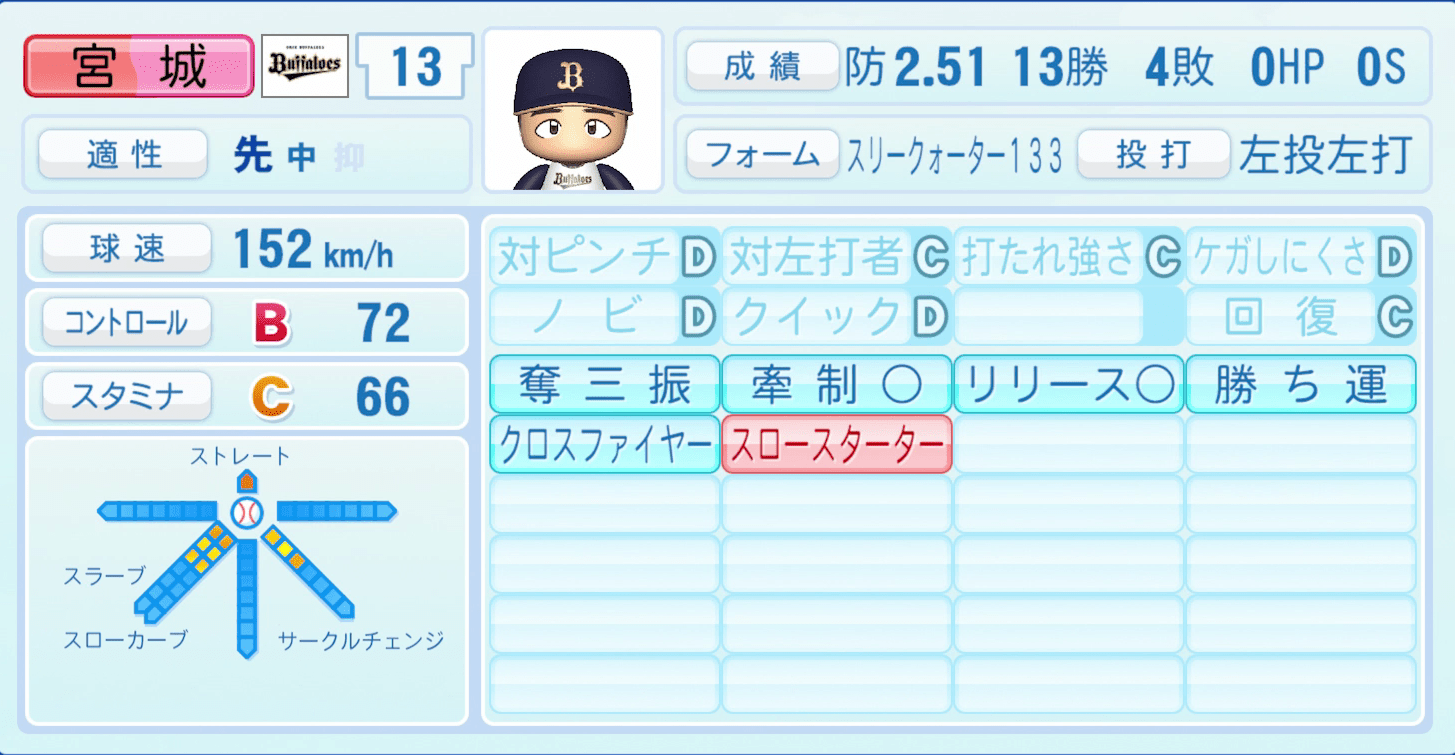 宮城 ORIX BUFFALOES Buffaloes 13 B Buffaloes 成績 防2.51 13勝 4敗 0HP 0S
適性 先 中 抑 フォーム スリークォーター133 投打 左投左打
球速 152 km/h
コントロール B 72
スタミナ C 66
ストレート
スラーブ
スローカーブ サークルチェンジ
対ピンチ D 対左打者 C 打たれ強さ C ケガしにくさ D
ノビ D クイック D 回復 C
奪三振 牽制〇 リリース〇 勝ち運
クロスファイヤー スロースターター